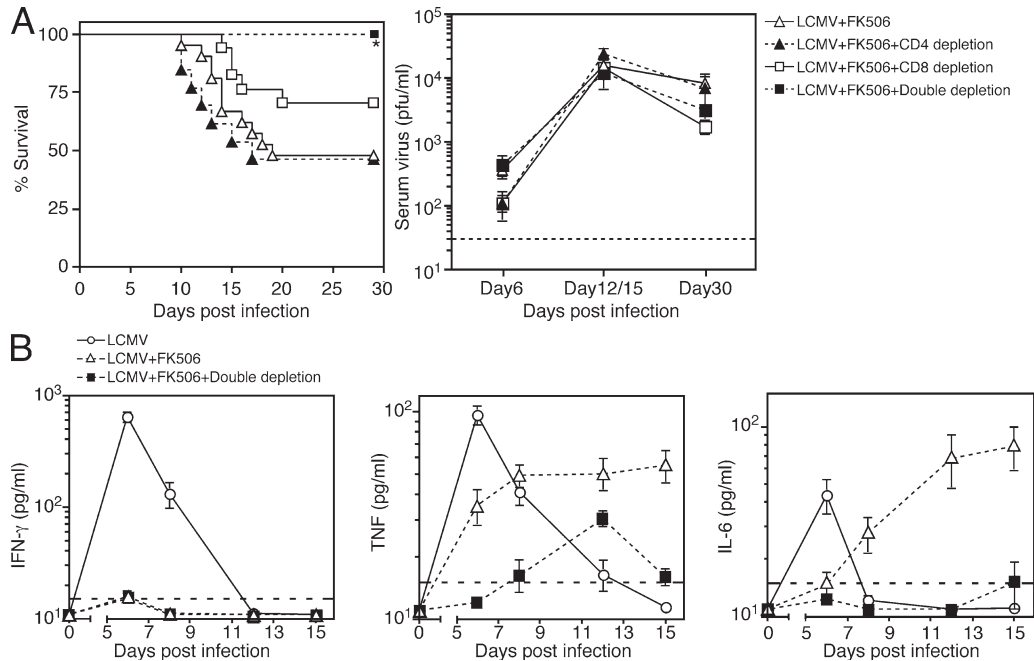 A
100
75
50
25
0
% Survival
*
0 5 10 15 20 25 30
Days post infection
10^5
10^4
10^3
10^2
10^1
Serum virus (pfu/ml)
Day6 Day12/15 Day30
Days post infection
LCMV+FK506
LCMV+FK506+CD4 depletion
LCMV+FK506+CD8 depletion
LCMV+FK506+Double depletion
B
LCMV
LCMV+FK506
LCMV+FK506+Double depletion
10^3
10^2
10^1
IFN-γ (pg/ml)
0 5 7 9 11 13 15
Days post infection
10^2
10^1
TNF (pg/ml)
0 5 7 9 11 13 15
Days post infection
10^2
10^1
IL-6 (pg/ml)
0 5 7 9 11 13 15
Days post infection